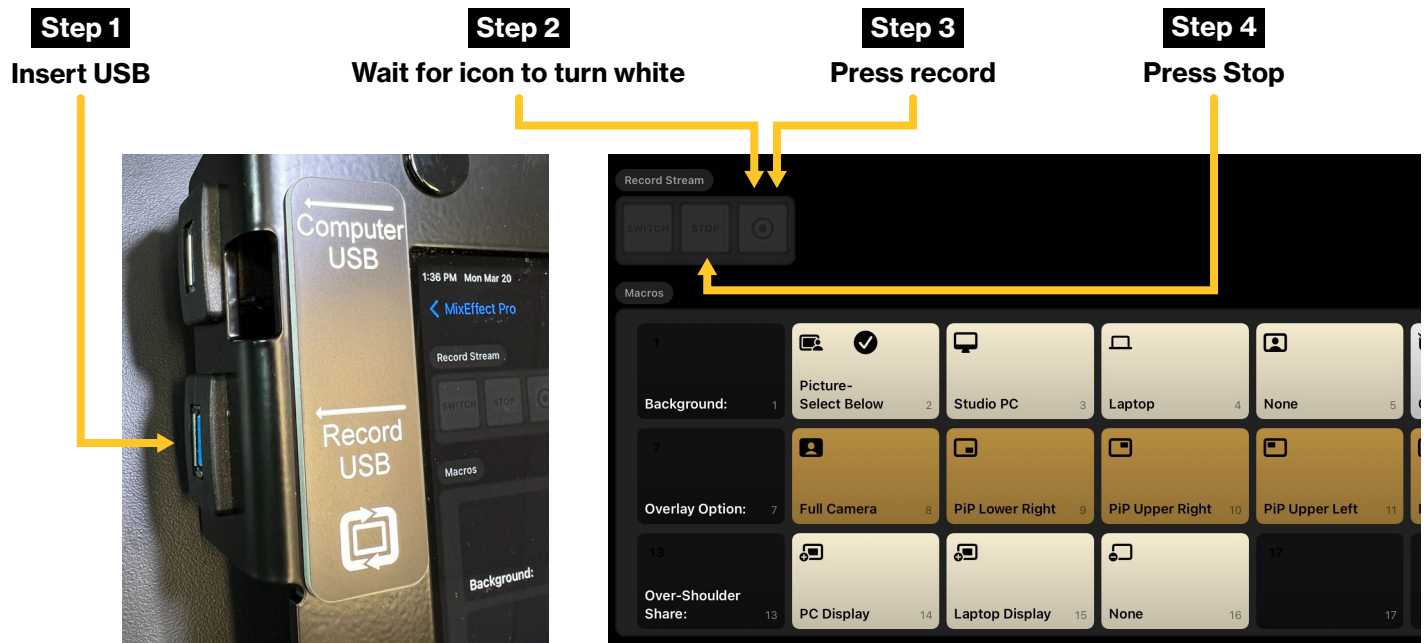 Step 1
Insert USB
Step 2
Wait for icon to turn white
Step 3
Press record
Step 4
Press Stop
Computer
USB
Record
USB
1:36 PM Mon Mar 20
MixEffect Pro
Record Stream
SWITCH STOP
Macros
Background:
Record Stream
SWITCH STOP
Macros
1
Background: 1
Picture-
Select Below 2
Studio PC 3
Laptop 4
None 5
7
Overlay Option: 7
Full Camera 8
PiP Lower Right 9
PiP Upper Right 10
PiP Upper Left 11
13
Over-Shoulder
Share: 13
PC Display 14
Laptop Display 15
None 16
17
17